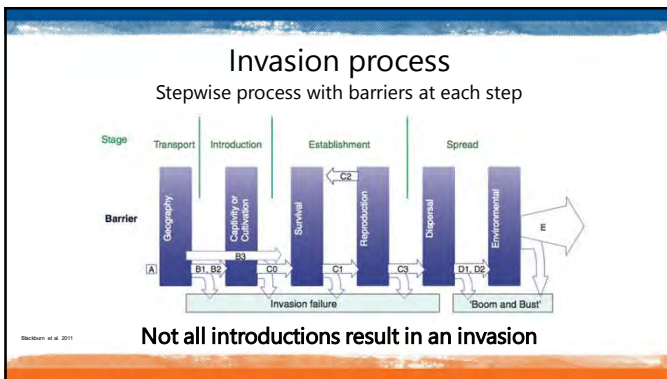 Invasion process
Stepwise process with barriers at each step
Stage
Transport
Introduction
Establishment
Spread
Barrier
Geography
Captivity or
Cultivation
Survival
Reproduction
Dispersal
Environmental
C2
B3
E
A
B1, B2
C0
C1
C3
D1, D2
Invasion failure
'Boom and Bust'
Blackburn et al. 2011
Not all introductions result in an invasion